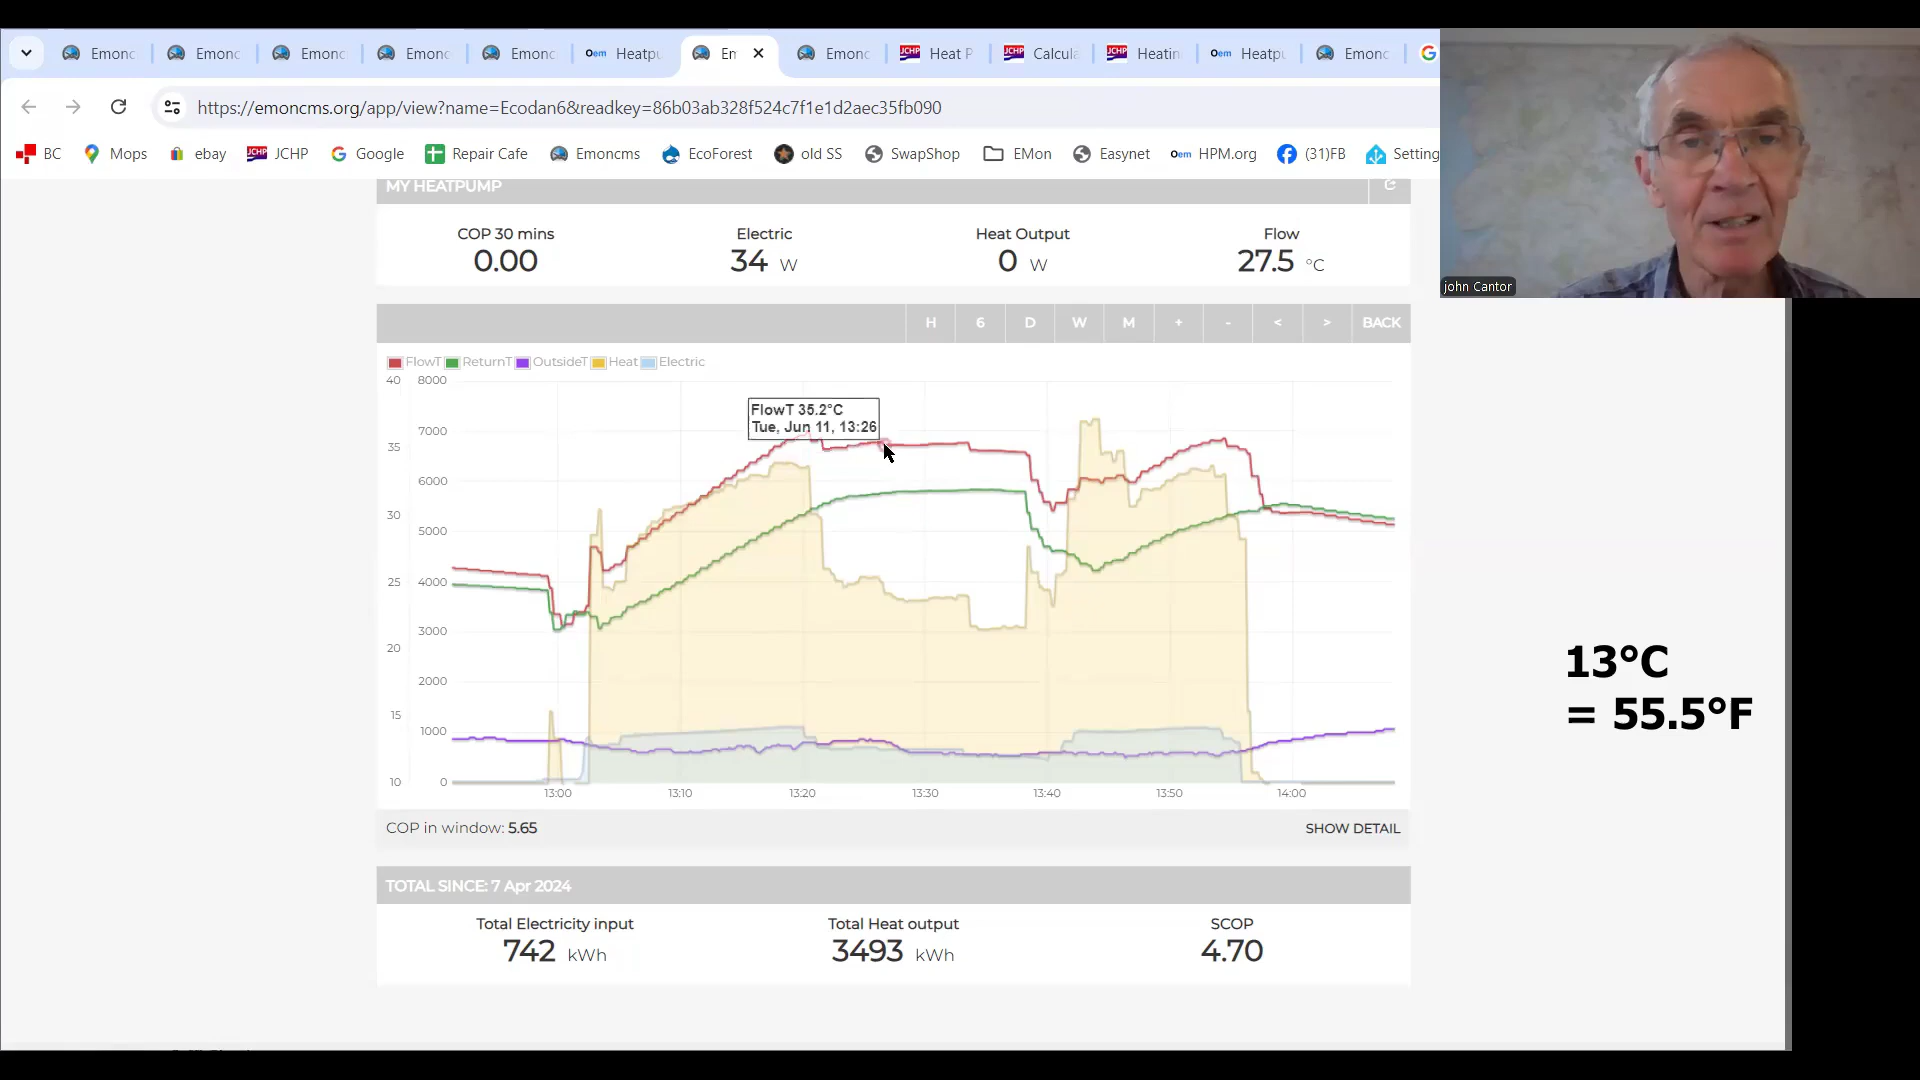 Emonc Emonc Emonc Emonc Emonc Heatpu Em Emonc Heat P Calcula Heatin Heatpu Emonc
https://emoncms.org/app/view?name=Ecodan6&readkey=86b03ab328f524c7f1e1d2aec35fb090
BC Mops ebay JCHP Google Repair Cafe Emoncms EcoForest old SS SwapShop EMon Easynet HPM.org (31)FB Setting
john Cantor
MY HEATPUMP
COP 30 mins Electric Heat Output Flow
0.00 34 W 0 W 27.5 °C
H 6 D W M + - < > BACK
FlowT ReturnT OutsideT Heat Electric
40 8000
FlowT 35.2°C
Tue, Jun 11, 13:26
7000
35
6000
30
5000
25 4000
3000
20
2000
15
1000
10 0
13:00 13:10 13:20 13:30 13:40 13:50 14:00
13°C
= 55.5°F
COP in window: 5.65 SHOW DETAIL
TOTAL SINCE: 7 Apr 2024
Total Electricity input Total Heat output SCOP
742 kWh 3493 kWh 4.70